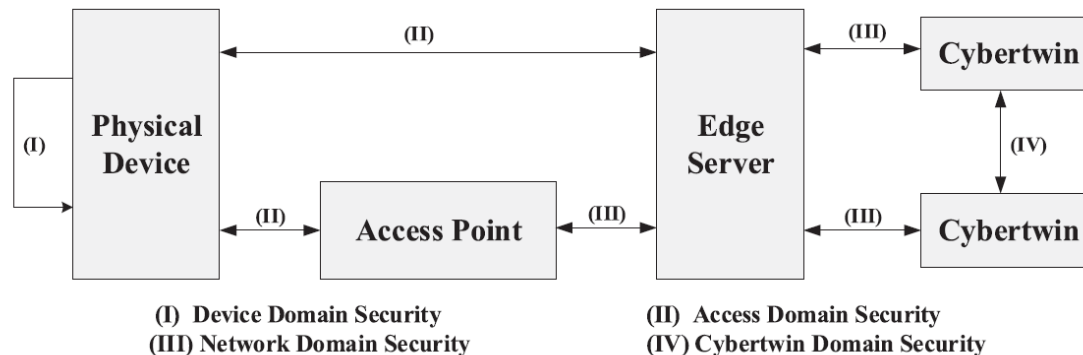 (II)
(III)
Cybertwin
Physical
Device
(I)
Edge
Server
(IV)
(II)
Access Point
(III)
(III)
Cybertwin
(I) Device Domain Security
(II) Access Domain Security
(III) Network Domain Security
(IV) Cybertwin Domain Security